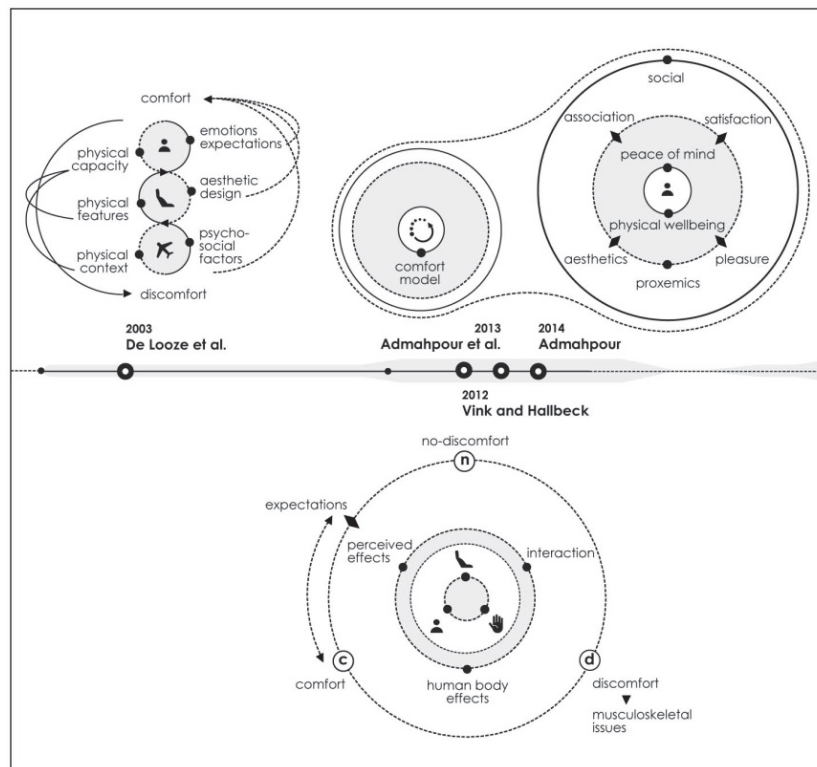 comfort
emotions
expectations
physical
capacity
aesthetic
design
physical
features
psycho-
social
factors
physical
context
discomfort
social
association
satisfaction
peace of mind
physical wellbeing
aesthetics
pleasure
proxemics
comfort
model
2003
De Looze et al.
2013
Admahpour et al.
2014
Admahpour
2012
Vink and Hallbeck
no-discomfort
n
expectations
perceived
effects
interaction
c
d
comfort
human body
effects
discomfort
musculoskeletal
issues